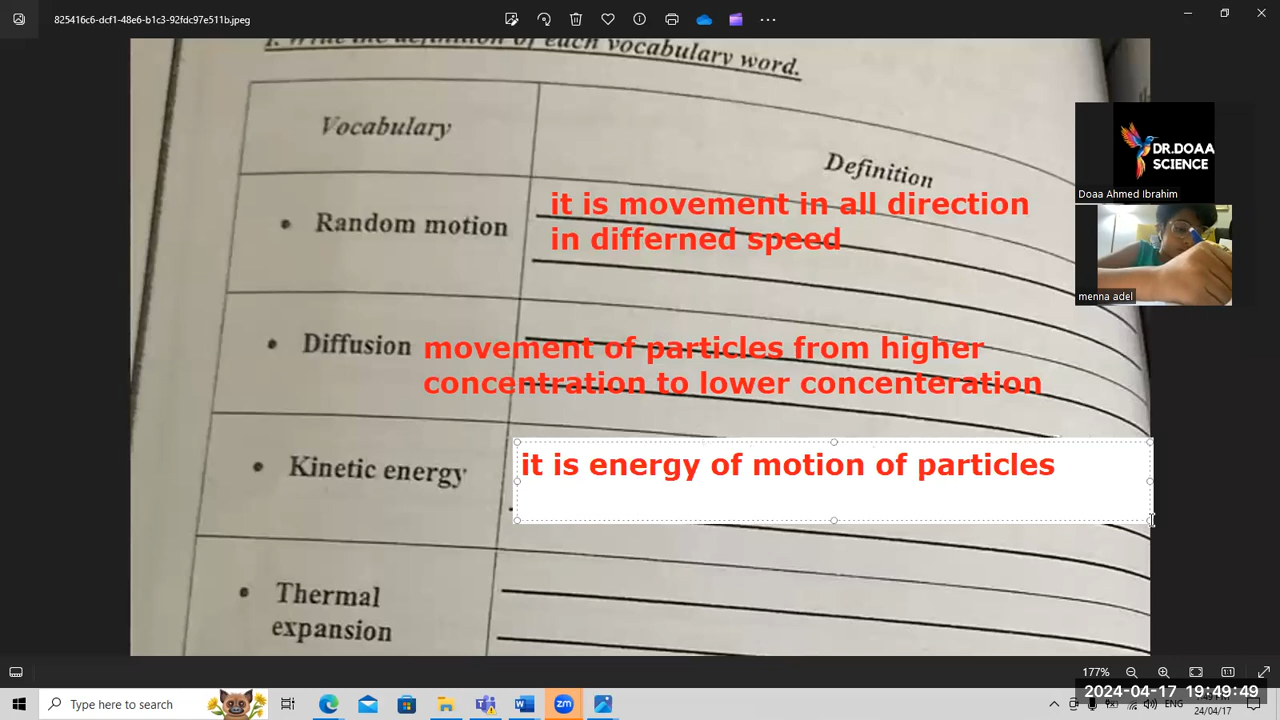 825416c6-dcf1-48e6-b1c3-92fdc97e511b.jpeg
1. Write the definition of each vocabulary word.
Vocabulary
Definition
• Random motion
it is movement in all direction
in differned speed
• Diffusion
movement of particles from higher
concentration to lower concenteration
• Kinetic energy
it is energy of motion of particles
• Thermal
expansion
DR.DOAA
SCIENCE
Doaa Ahmed Ibrahim
menna adel
177%
Type here to search
ENG
24/04/17
2024-04-17 19:49:49